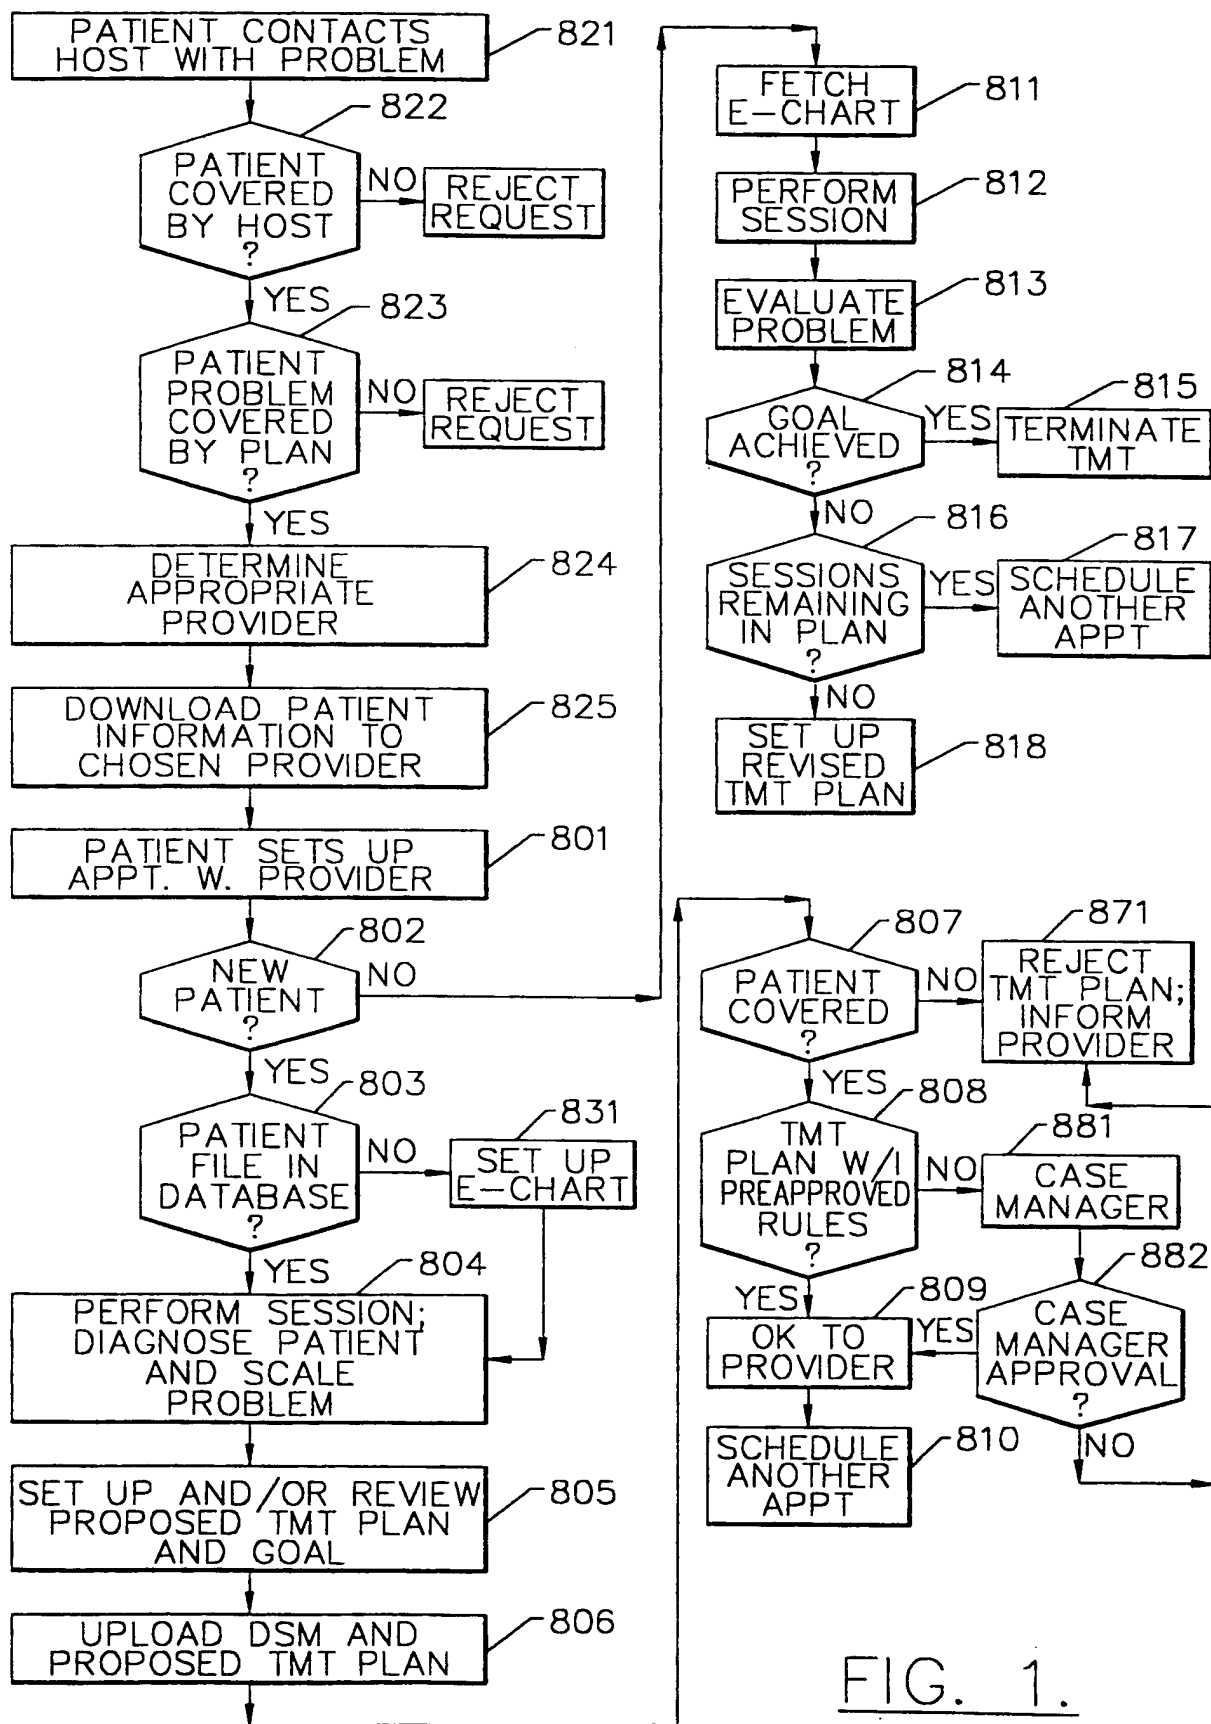 PATIENT CONTACTS
HOST WITH PROBLEM
821
822
PATIENT
COVERED
BY HOST
?
NO
REJECT
REQUEST
YES
823
PATIENT
PROBLEM
COVERED
BY PLAN
?
NO
REJECT
REQUEST
YES
DETERMINE
APPROPRIATE
PROVIDER
824
DOWNLOAD PATIENT
INFORMATION TO
CHOSEN PROVIDER
825
PATIENT SETS UP
APPT. W. PROVIDER
801
802
NEW
PATIENT
?
NO
YES
803
PATIENT
FILE IN
DATABASE
?
NO
831
SET UP
E-CHART
YES
804
PERFORM SESSION;
DIAGNOSE PATIENT
AND SCALE
PROBLEM
SET UP AND/OR REVIEW
PROPOSED TMT PLAN
AND GOAL
805
UPLOAD DSM AND
PROPOSED TMT PLAN
806
FETCH
E-CHART
811
PERFORM
SESSION
812
EVALUATE
PROBLEM
813
814
GOAL
ACHIEVED
?
YES
815
TERMINATE
TMT
NO
816
SESSIONS
REMAINING
IN PLAN
?
YES
817
SCHEDULE
ANOTHER
APPT
NO
SET UP
REVISED
TMT PLAN
818
807
PATIENT
COVERED
?
NO
871
REJECT
TMT PLAN;
INFORM
PROVIDER
YES
808
TMT
PLAN W/I
PREAPPROVED
RULES
?
NO
881
CASE
MANAGER
882
CASE
MANAGER
APPROVAL
?
YES
NO
YES
809
OK TO
PROVIDER
SCHEDULE
ANOTHER
APPT
810
FIG. 1.